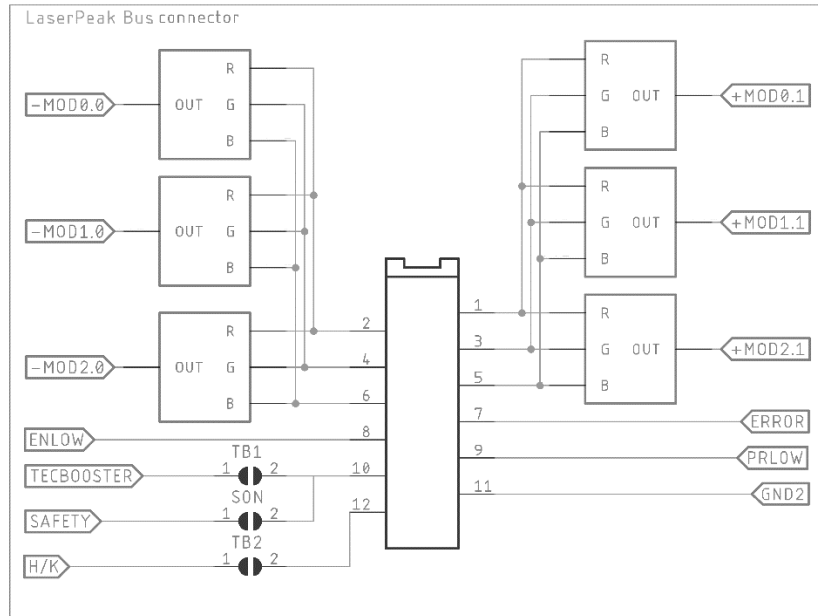 LaserPeak Bus connector
R
OUT G -MOD0.0
B
R
OUT G -MOD1.0
B
R
OUT G -MOD2.0
B
R
G OUT +MOD0.1
B
R
G OUT +MOD1.1
B
R
G OUT +MOD2.1
B
2
4
6
8
10
12
1
3
5
7
9
11
ENLOW
TB1
TECBOOSTER 1 2
SON
SAFETY 1 2
TB2
H/K 1 2
ERROR
PRLOW
GND2